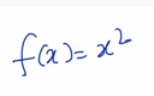 f(x) = x²